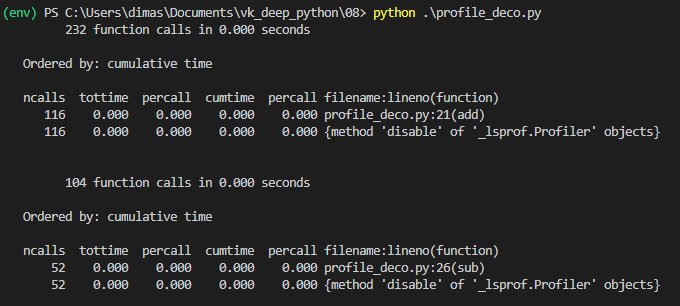 (env) PS C:\Users\dimas\Documents\vk_deep_python\08> python .\profile_deco.py
232 function calls in 0.000 seconds
Ordered by: cumulative time
ncalls tottime percall cumtime percall filename:lineno(function)
116 0.000 0.000 0.000 0.000 profile_deco.py:21(add)
116 0.000 0.000 0.000 0.000 {method 'disable' of '_lsprof.Profiler' objects}
104 function calls in 0.000 seconds
Ordered by: cumulative time
ncalls tottime percall cumtime percall filename:lineno(function)
52 0.000 0.000 0.000 0.000 profile_deco.py:26(sub)
52 0.000 0.000 0.000 0.000 {method 'disable' of '_lsprof.Profiler' objects}